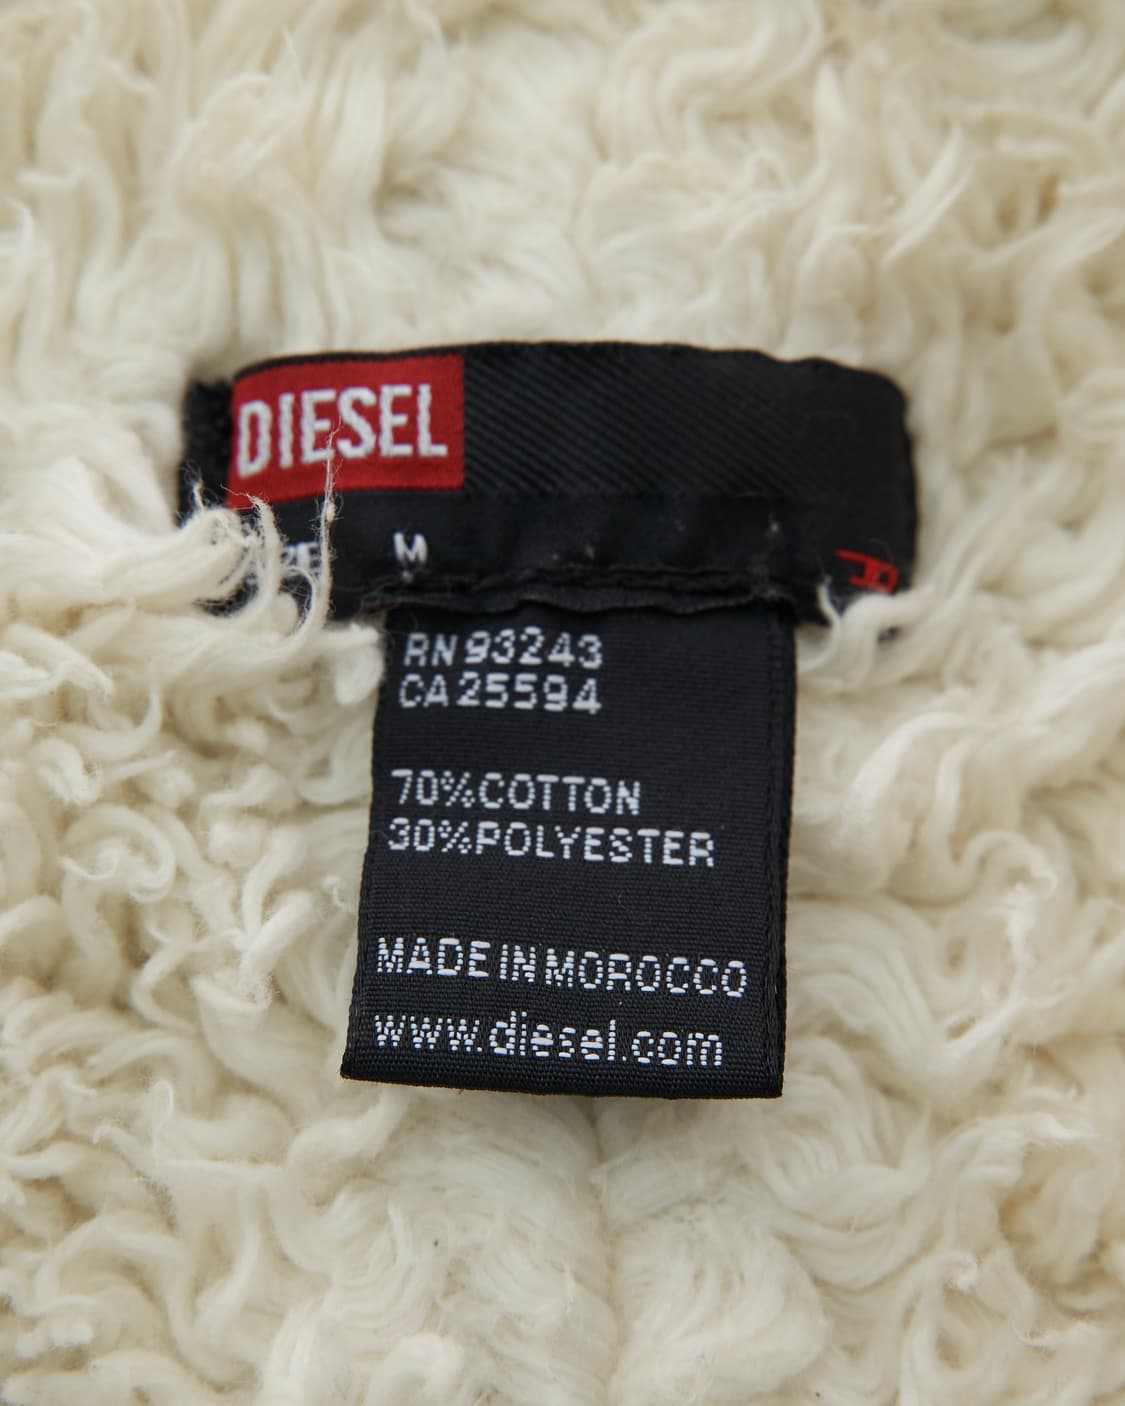 DIESEL
M
RN 93243
CA 25594
70%COTTON
30%POLYESTER
MADE IN MOROCCO
www.diesel.com